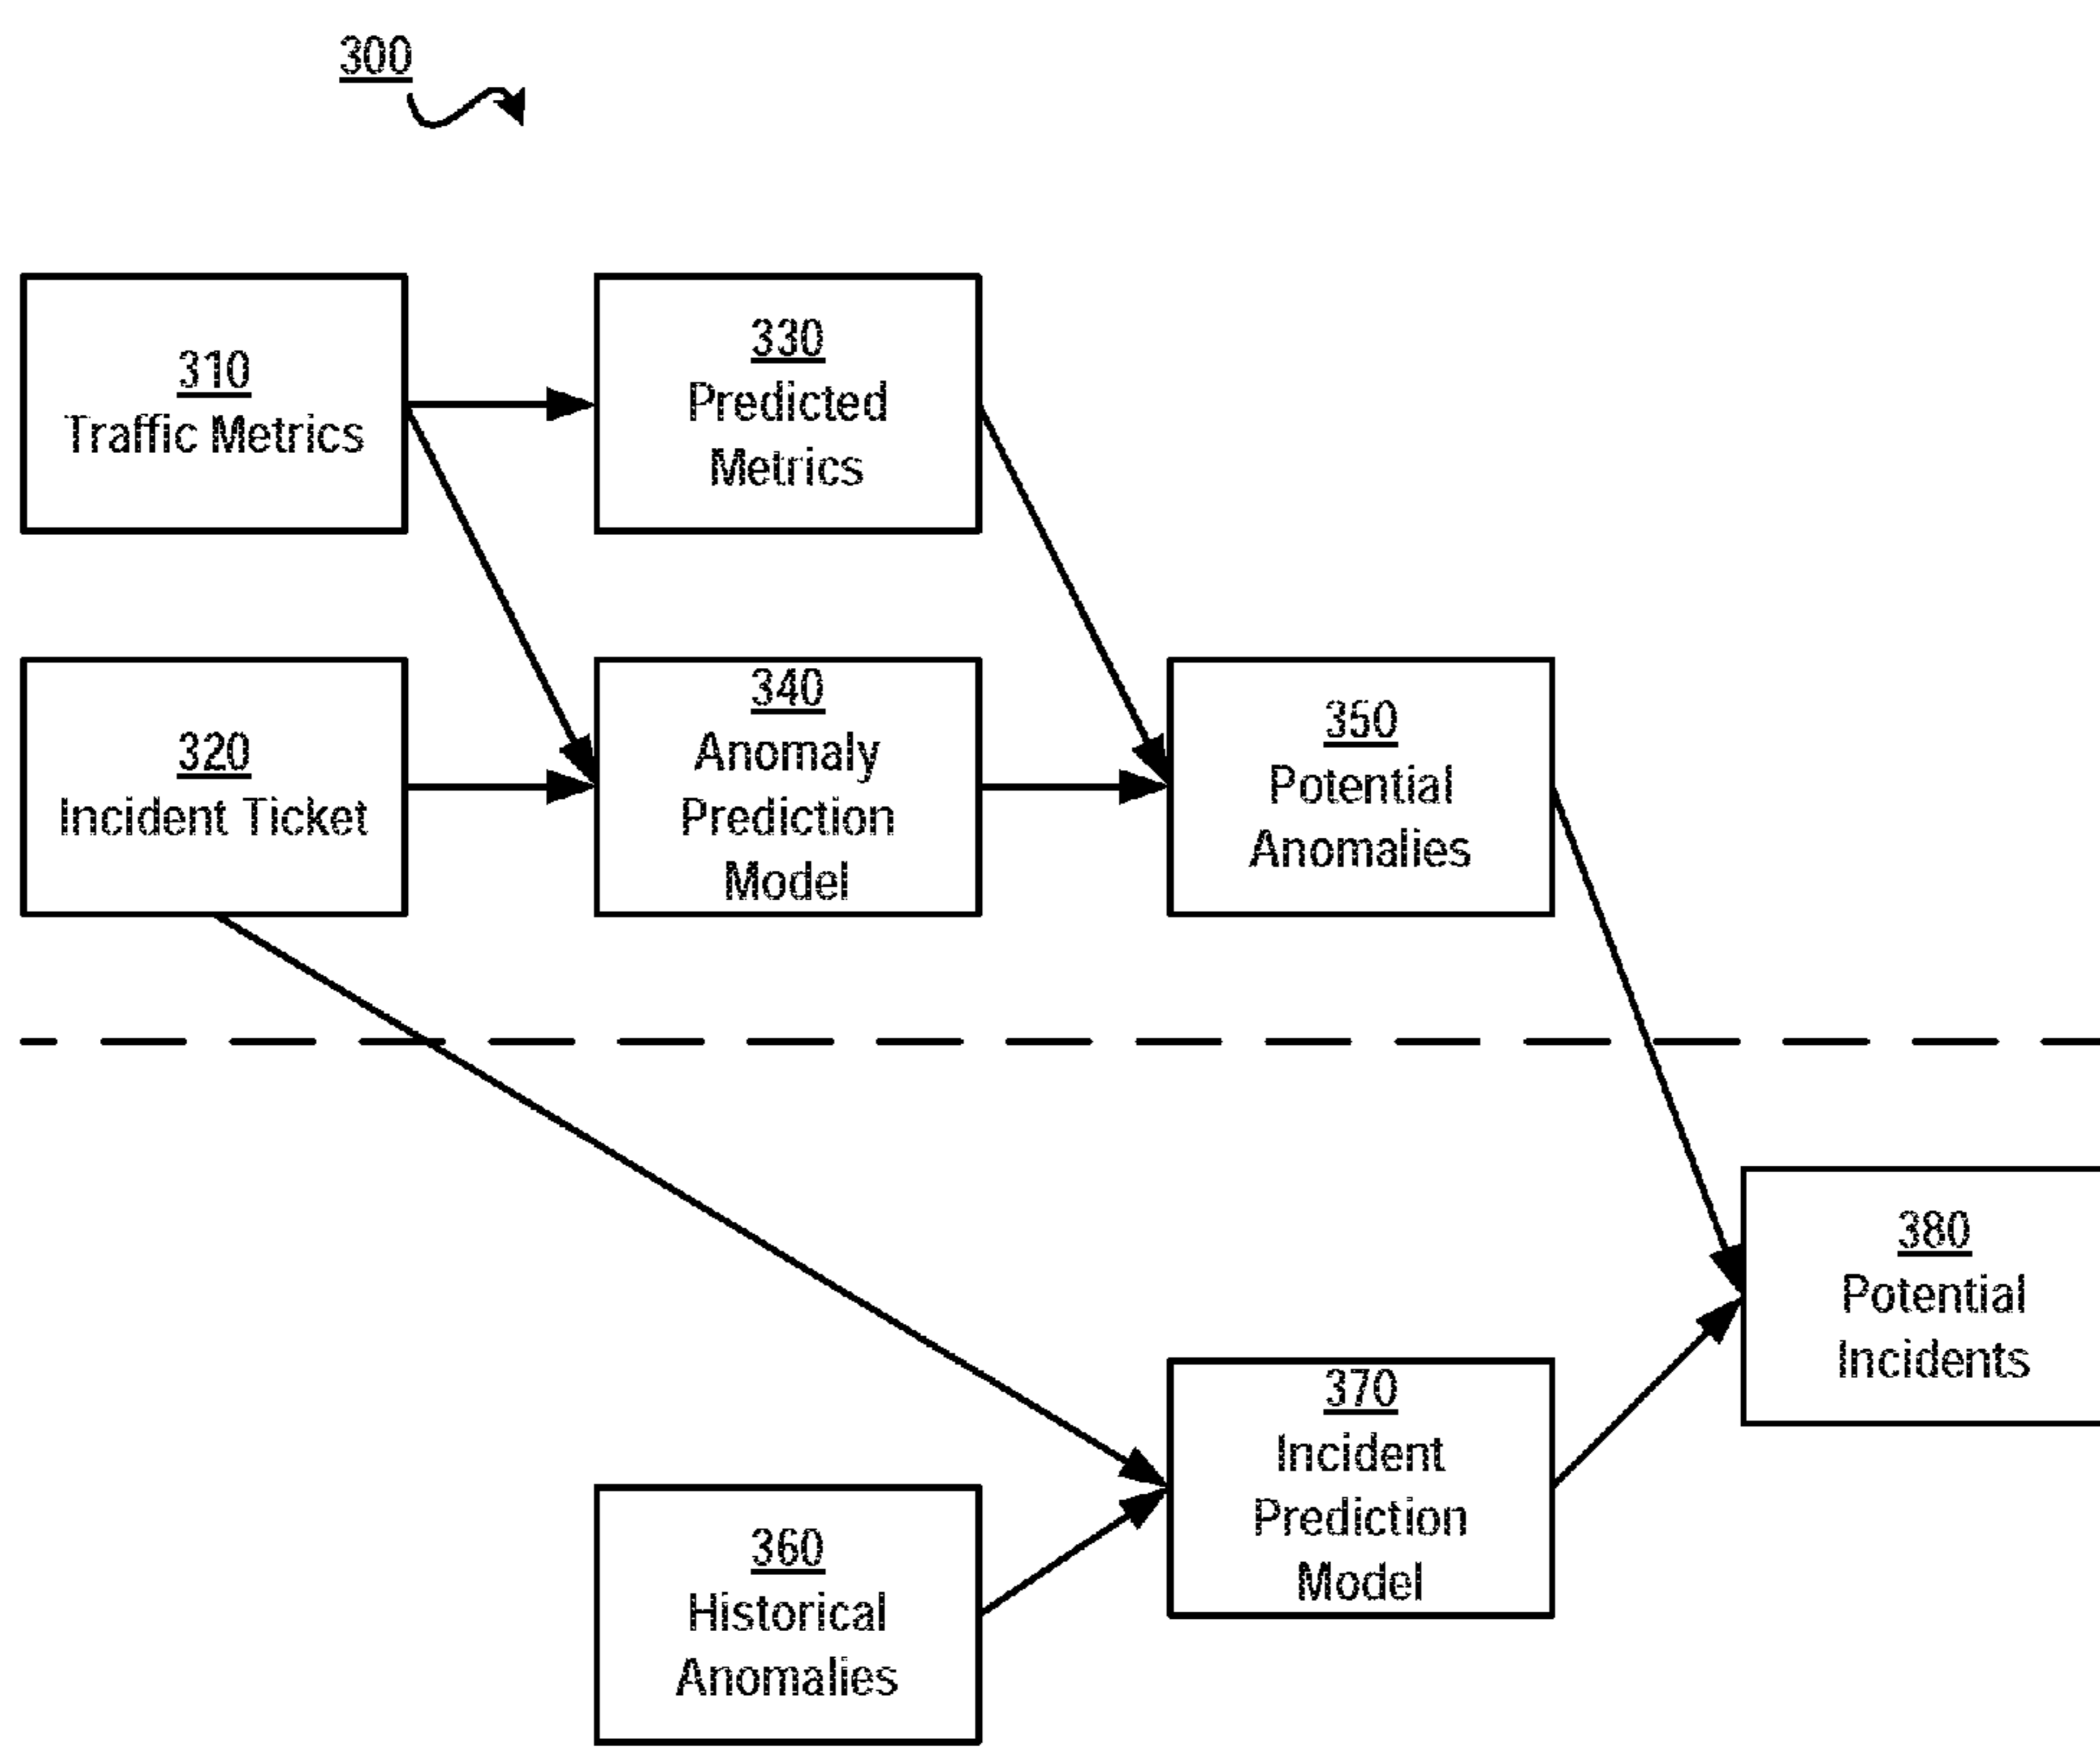 300
310
Traffic Metrics
330
Predicted
Metrics
320
Incident Ticket
340
Anomaly
Prediction
Model
350
Potential
Anomalies
380
Potential
Incidents
370
Incident
Prediction
Model
360
Historical
Anomalies